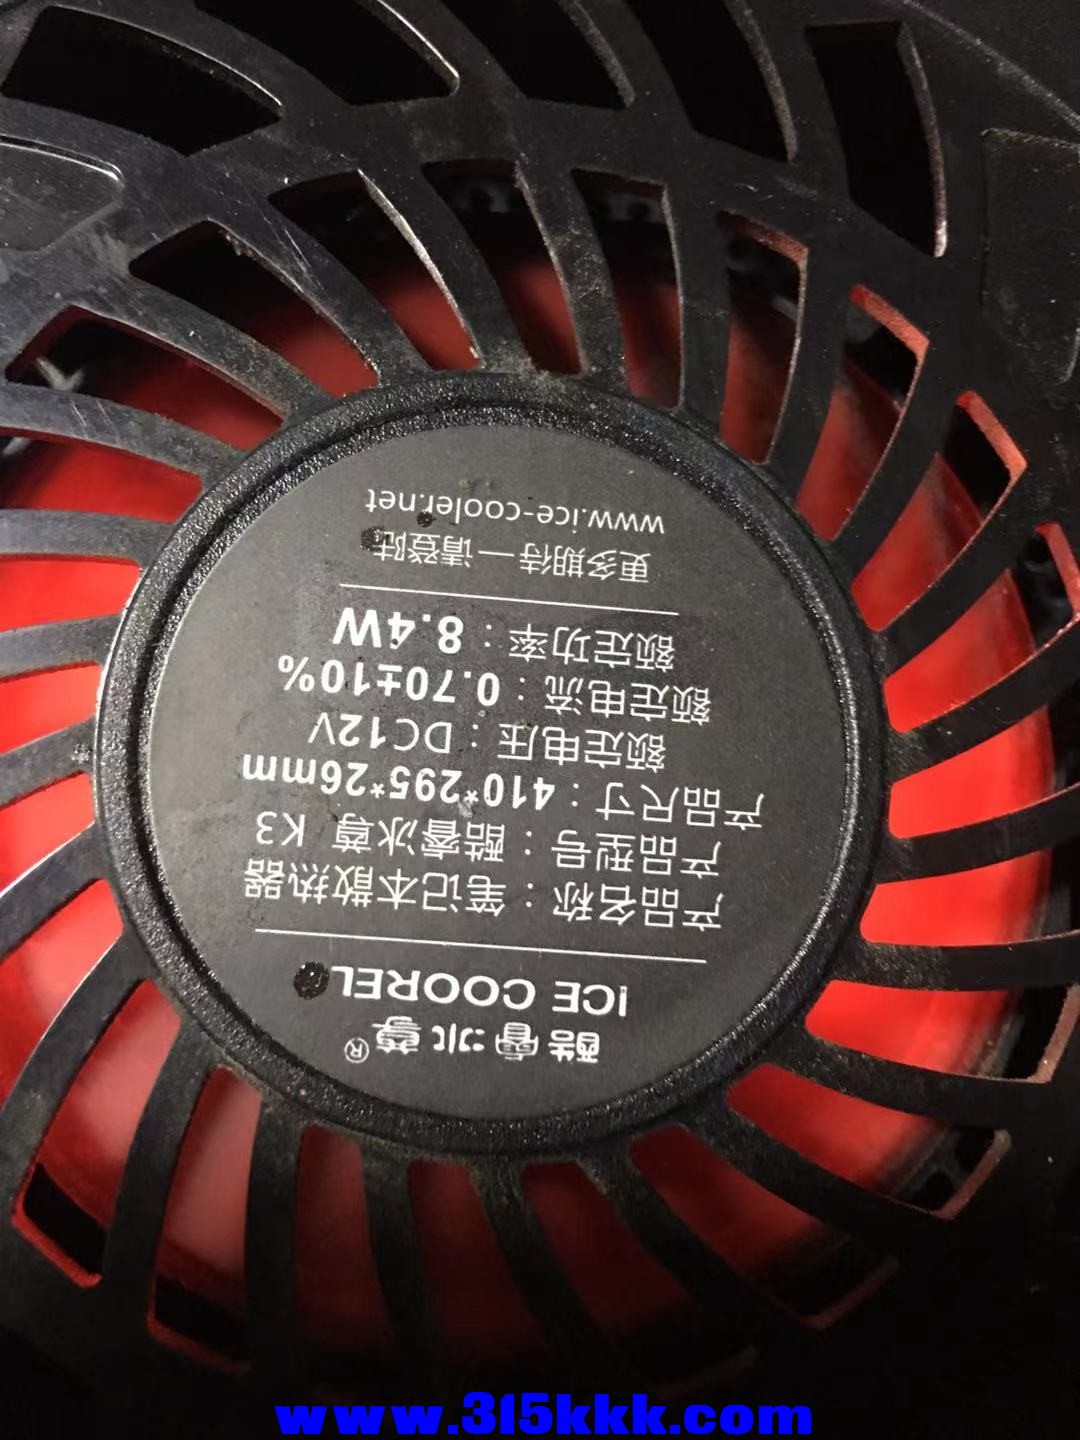 酷睿冰尊®
ICE COOREL
产品名称：笔记本散热器
产品型号：酷睿冰尊 K3
产品尺寸：410*295*26mm
额定电压：DC12V
额定电流：0.70±10%
额定功率：8.4W
更多期待—请登陆
www.ice-cooler.net
www.315kkk.com